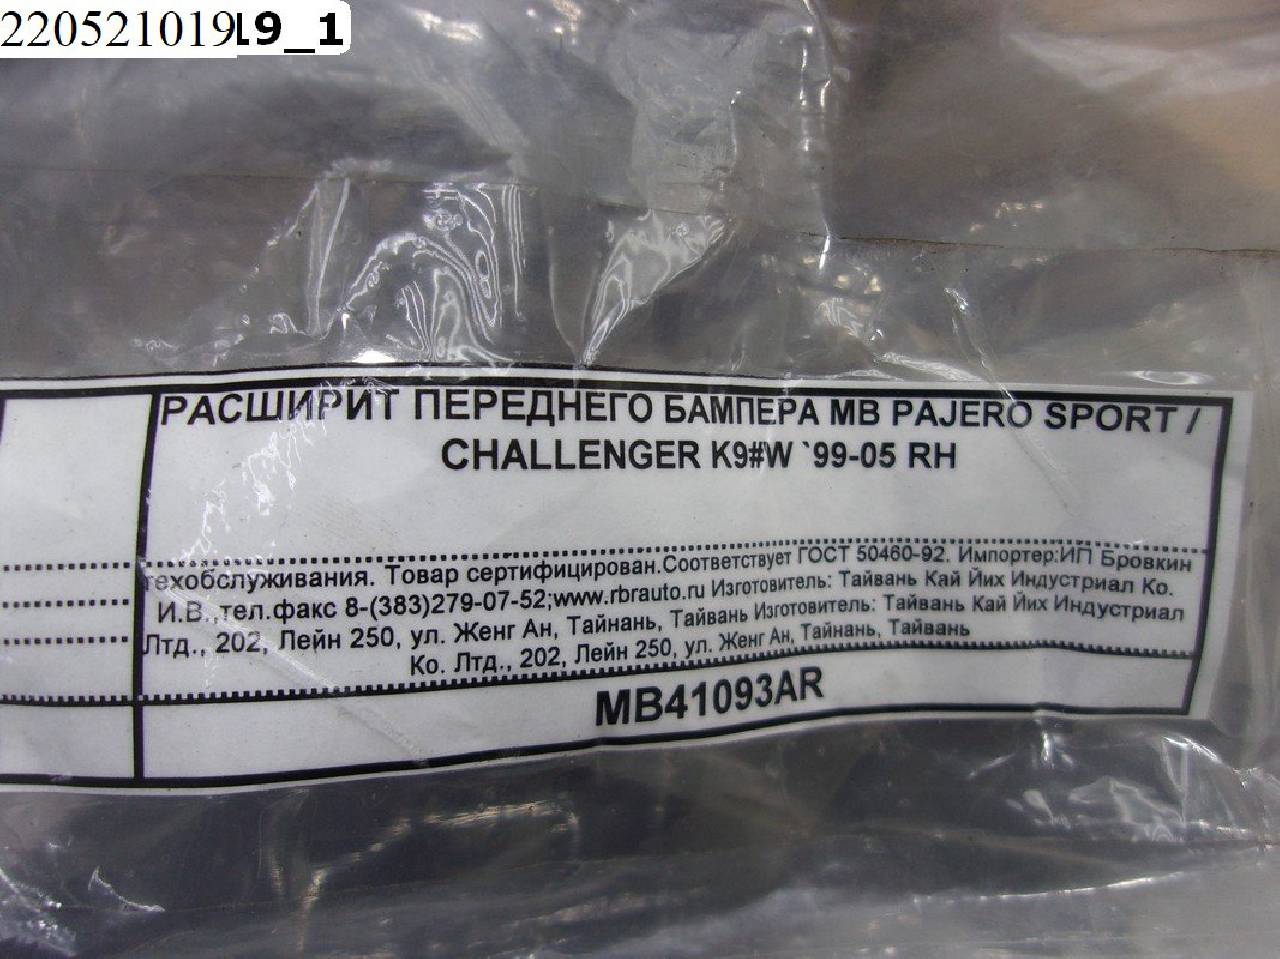 22052101919_1
РАСШИРИТ ПЕРЕДНЕГО БАМПЕРА MB PAJERO SPORT /
CHALLENGER K9#W `99-05 RH
техобслуживания. Товар сертифицирован.Соответствует ГОСТ 50460-92. Импортер:ИП Бровкин
И.В.,тел.факс 8-(383)279-07-52;www.rbrauto.ru Изготовитель: Тайвань Кай Йих Индустриал Ко.
Лтд., 202, Лейн 250, ул. Женг Ан, Тайнань, Тайвань Изготовитель: Тайвань Кай Йих Индустриал
Ко. Лтд., 202, Лейн 250, ул. Женг Ан, Тайнань, Тайвань
MB41093AR